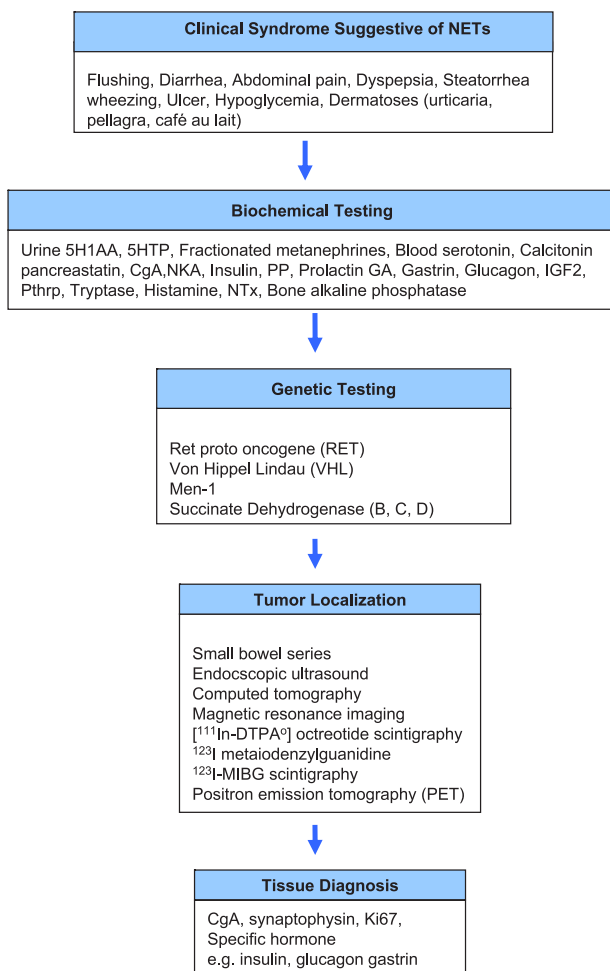 Clinical Syndrome Suggestive of NETs
Flushing, Diarrhea, Abdominal pain, Dyspepsia, Steatorrhea
wheezing, Ulcer, Hypoglycemia, Dermatoses (urticaria,
pellagra, café au lait)
Biochemical Testing
Urine 5H1AA, 5HTP, Fractionated metanephrines, Blood serotonin, Calcitonin
pancreastatin, CgA,NKA, Insulin, PP, Prolactin GA, Gastrin, Glucagon, IGF2,
Pthrp, Tryptase, Histamine, NTx, Bone alkaline phosphatase
Genetic Testing
Ret proto oncogene (RET)
Von Hippel Lindau (VHL)
Men-1
Succinate Dehydrogenase (B, C, D)
Tumor Localization
Small bowel series
Endocscopic ultrasound
Computed tomography
Magnetic resonance imaging
[¹¹¹In-DTPAº] octreotide scintigraphy
¹²³I metaiodenzylguanidine
¹²³I-MIBG scintigraphy
Positron emission tomography (PET)
Tissue Diagnosis
CgA, synaptophysin, Ki67,
Specific hormone
e.g. insulin, glucagon gastrin